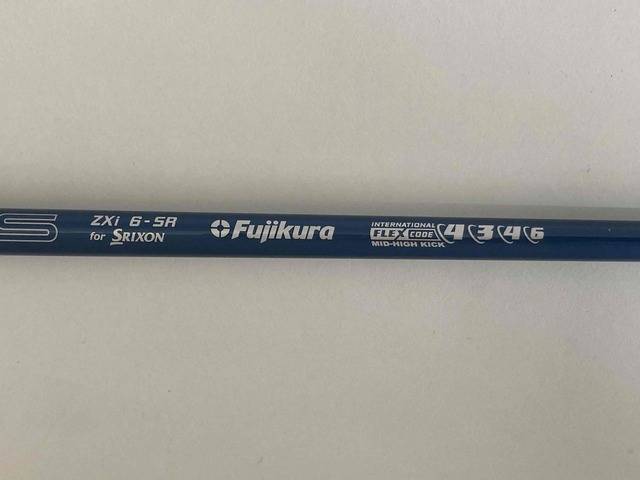 S
ZXi 6-SR
for SRIXON
Fujikura
INTERNATIONAL
FLEX CODE
MID-HIGH KICK
4 3 4 6